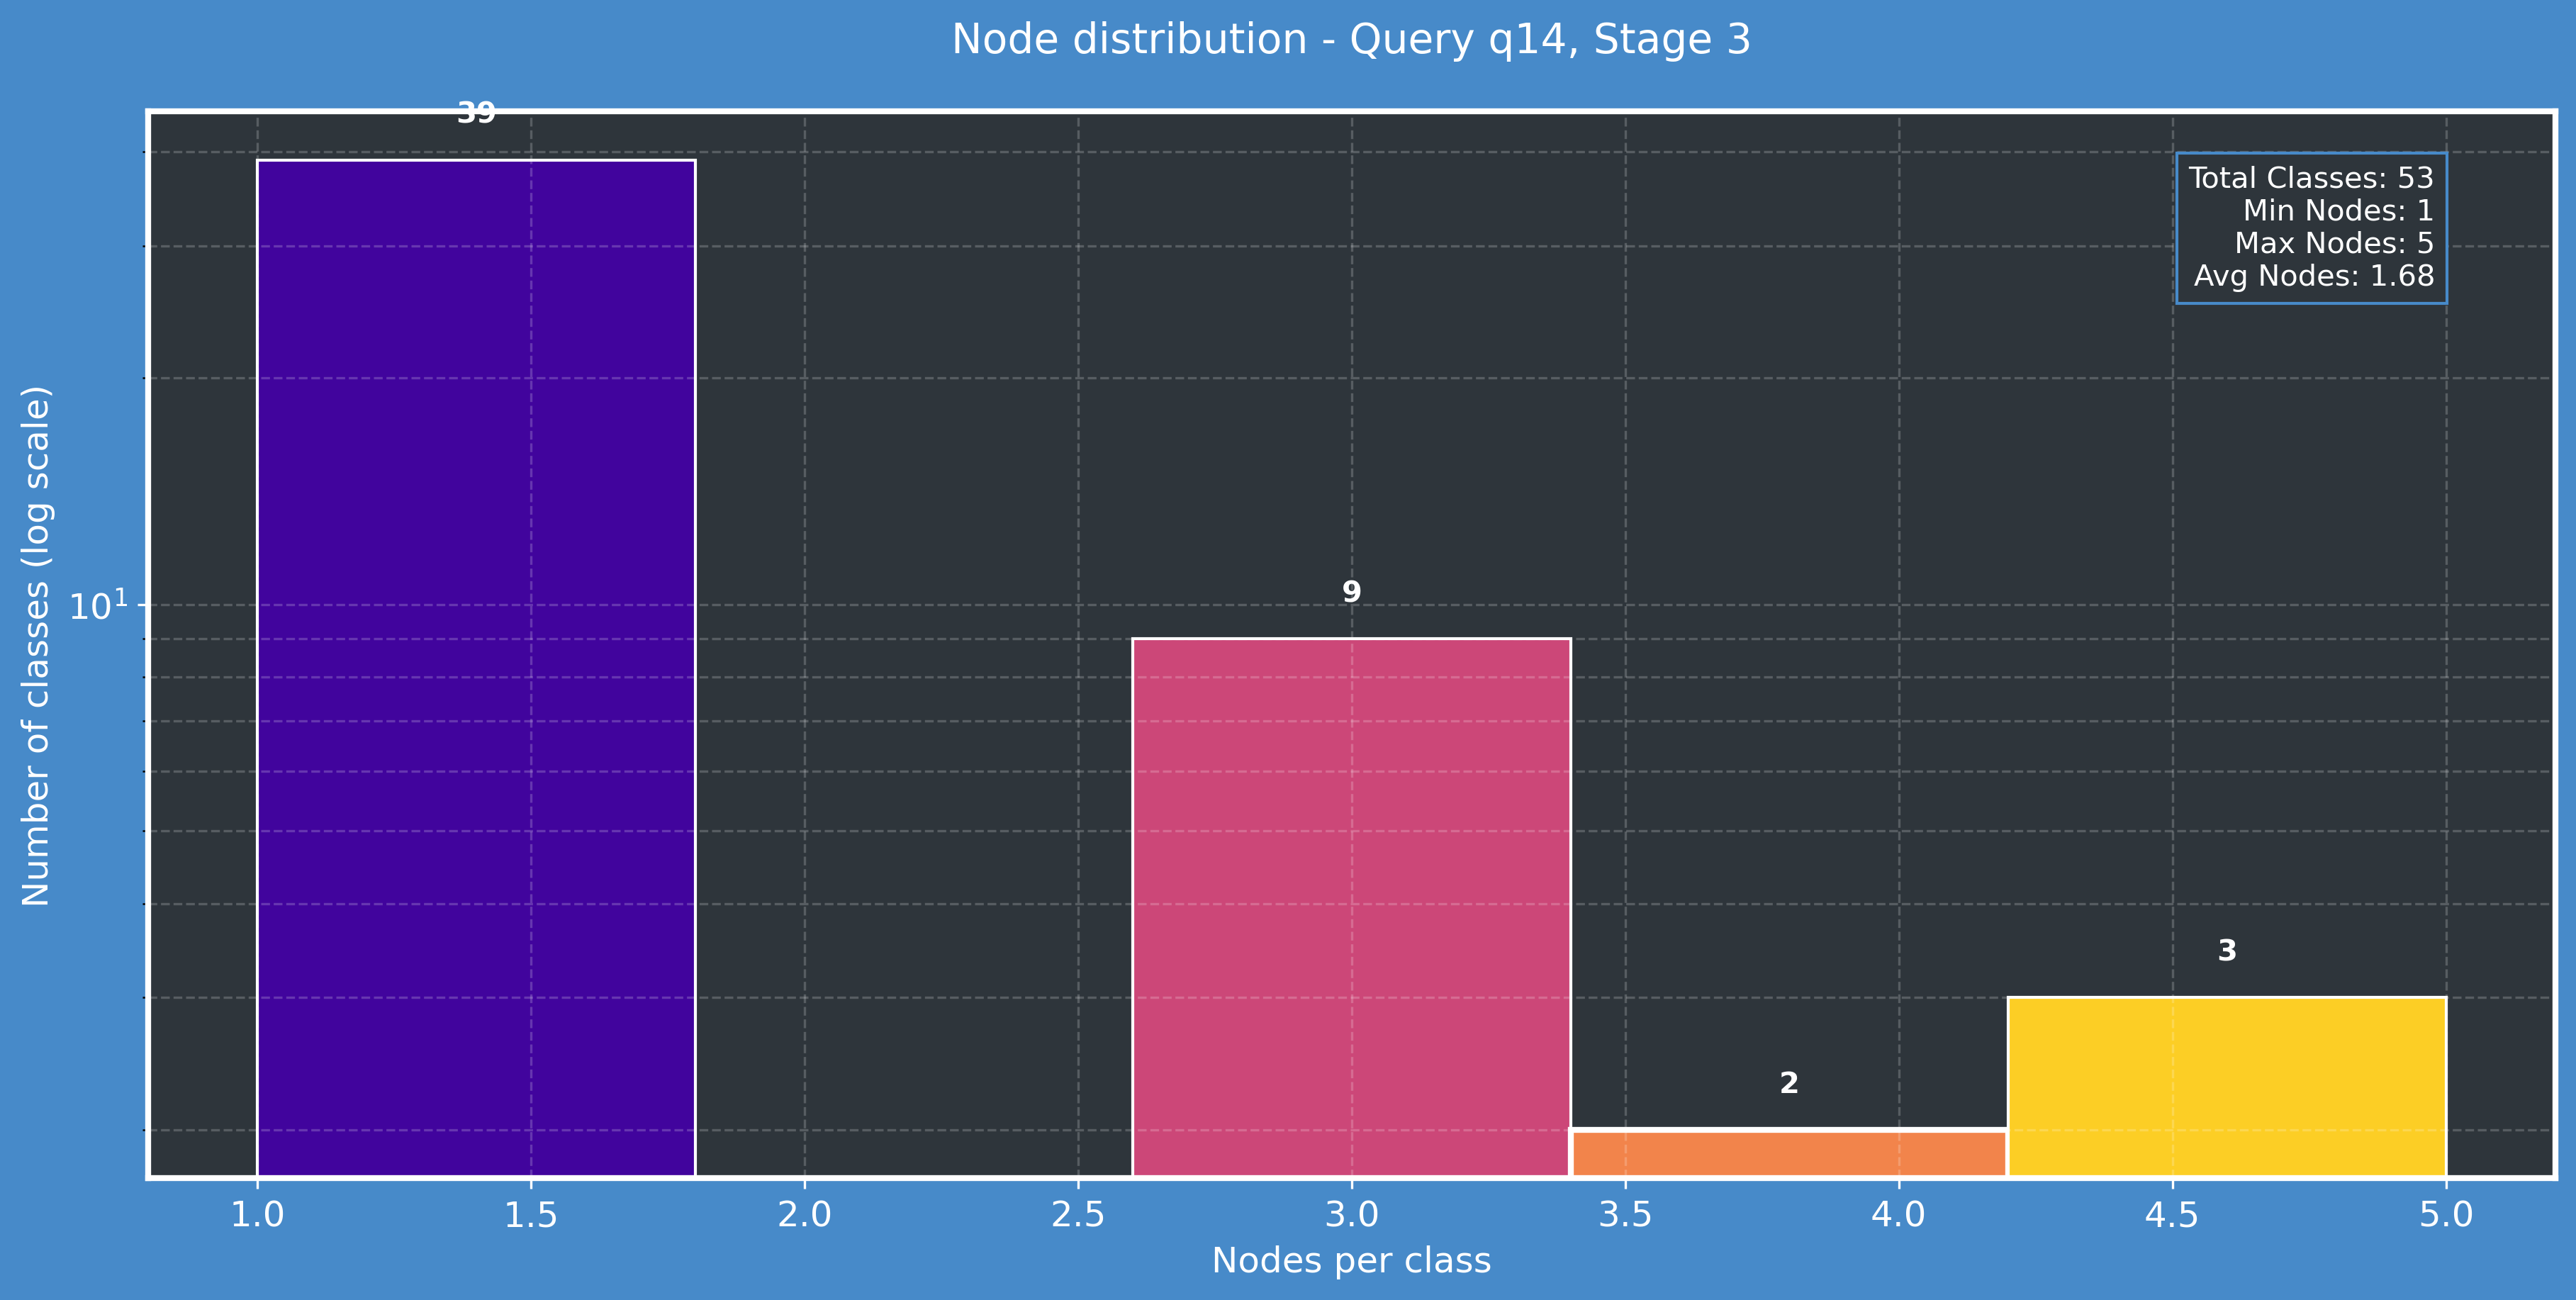 Node distribution - Query q14, Stage 3
39
Total Classes: 53
Min Nodes: 1
Max Nodes: 5
Avg Nodes: 1.68
Number of classes (log scale)
10¹
9
3
2
1.0 1.5 2.0 2.5 3.0 3.5 4.0 4.5 5.0
Nodes per class